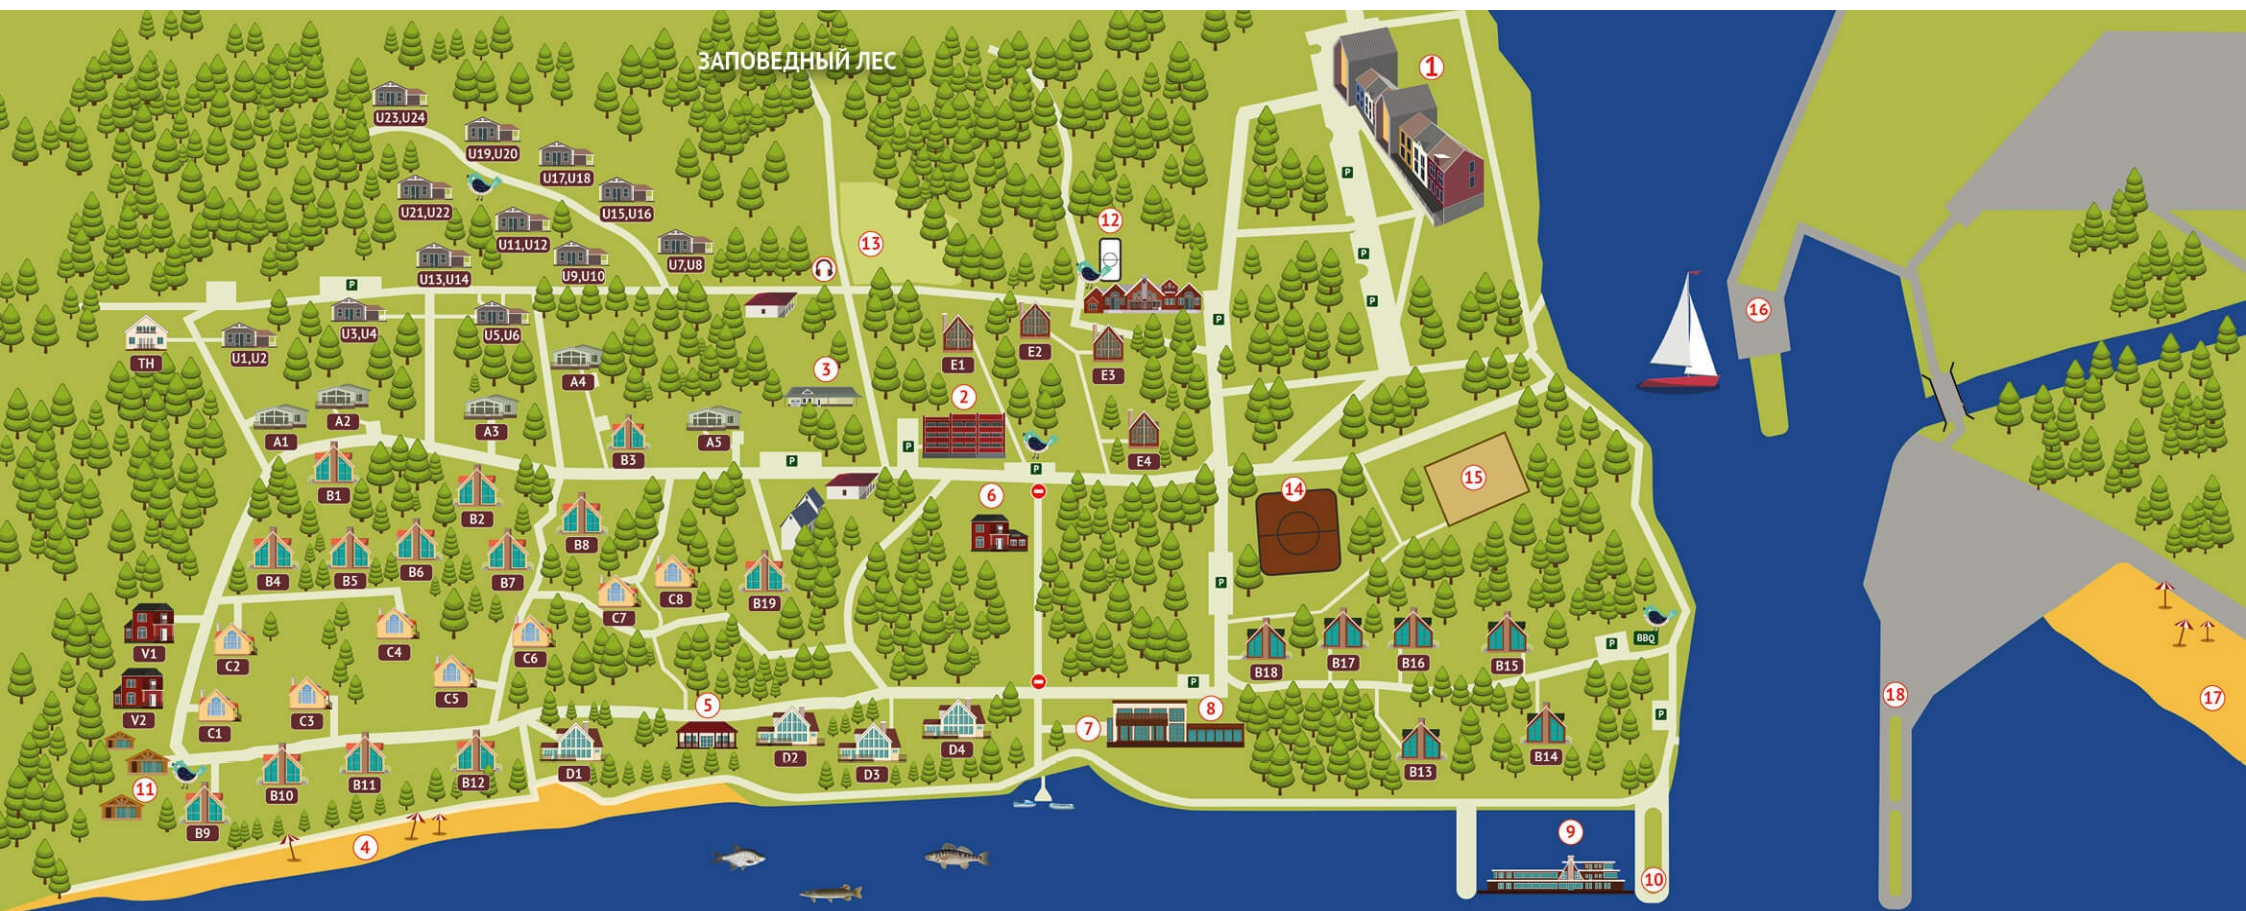 ЗАПОВЕДНЫЙ ЛЕС
1
U23,U24
U19,U20
U17,U18
P
U21,U22
U15,U16
U11,U12
12
13
P
U7,U8
U9,U10
U13,U14
P
P
16
P
U3,U4
U5,U6
TH
U1,U2
E2
E1
3
E3
A4
2
A2
A3
A1
A5
P
B3
P
E4
P
15
B1
6
14
B2
B8
B4
B5
B6
B7
P
C8
B19
C7
BBQ
P
V1
C4
C2
C6
B17
B16
B15
B18
P
C5
18
17
V2
C3
5
8
P
C1
7
D4
D2
B14
D1
D3
B13
B12
B11
11
B10
B9
9
4
10